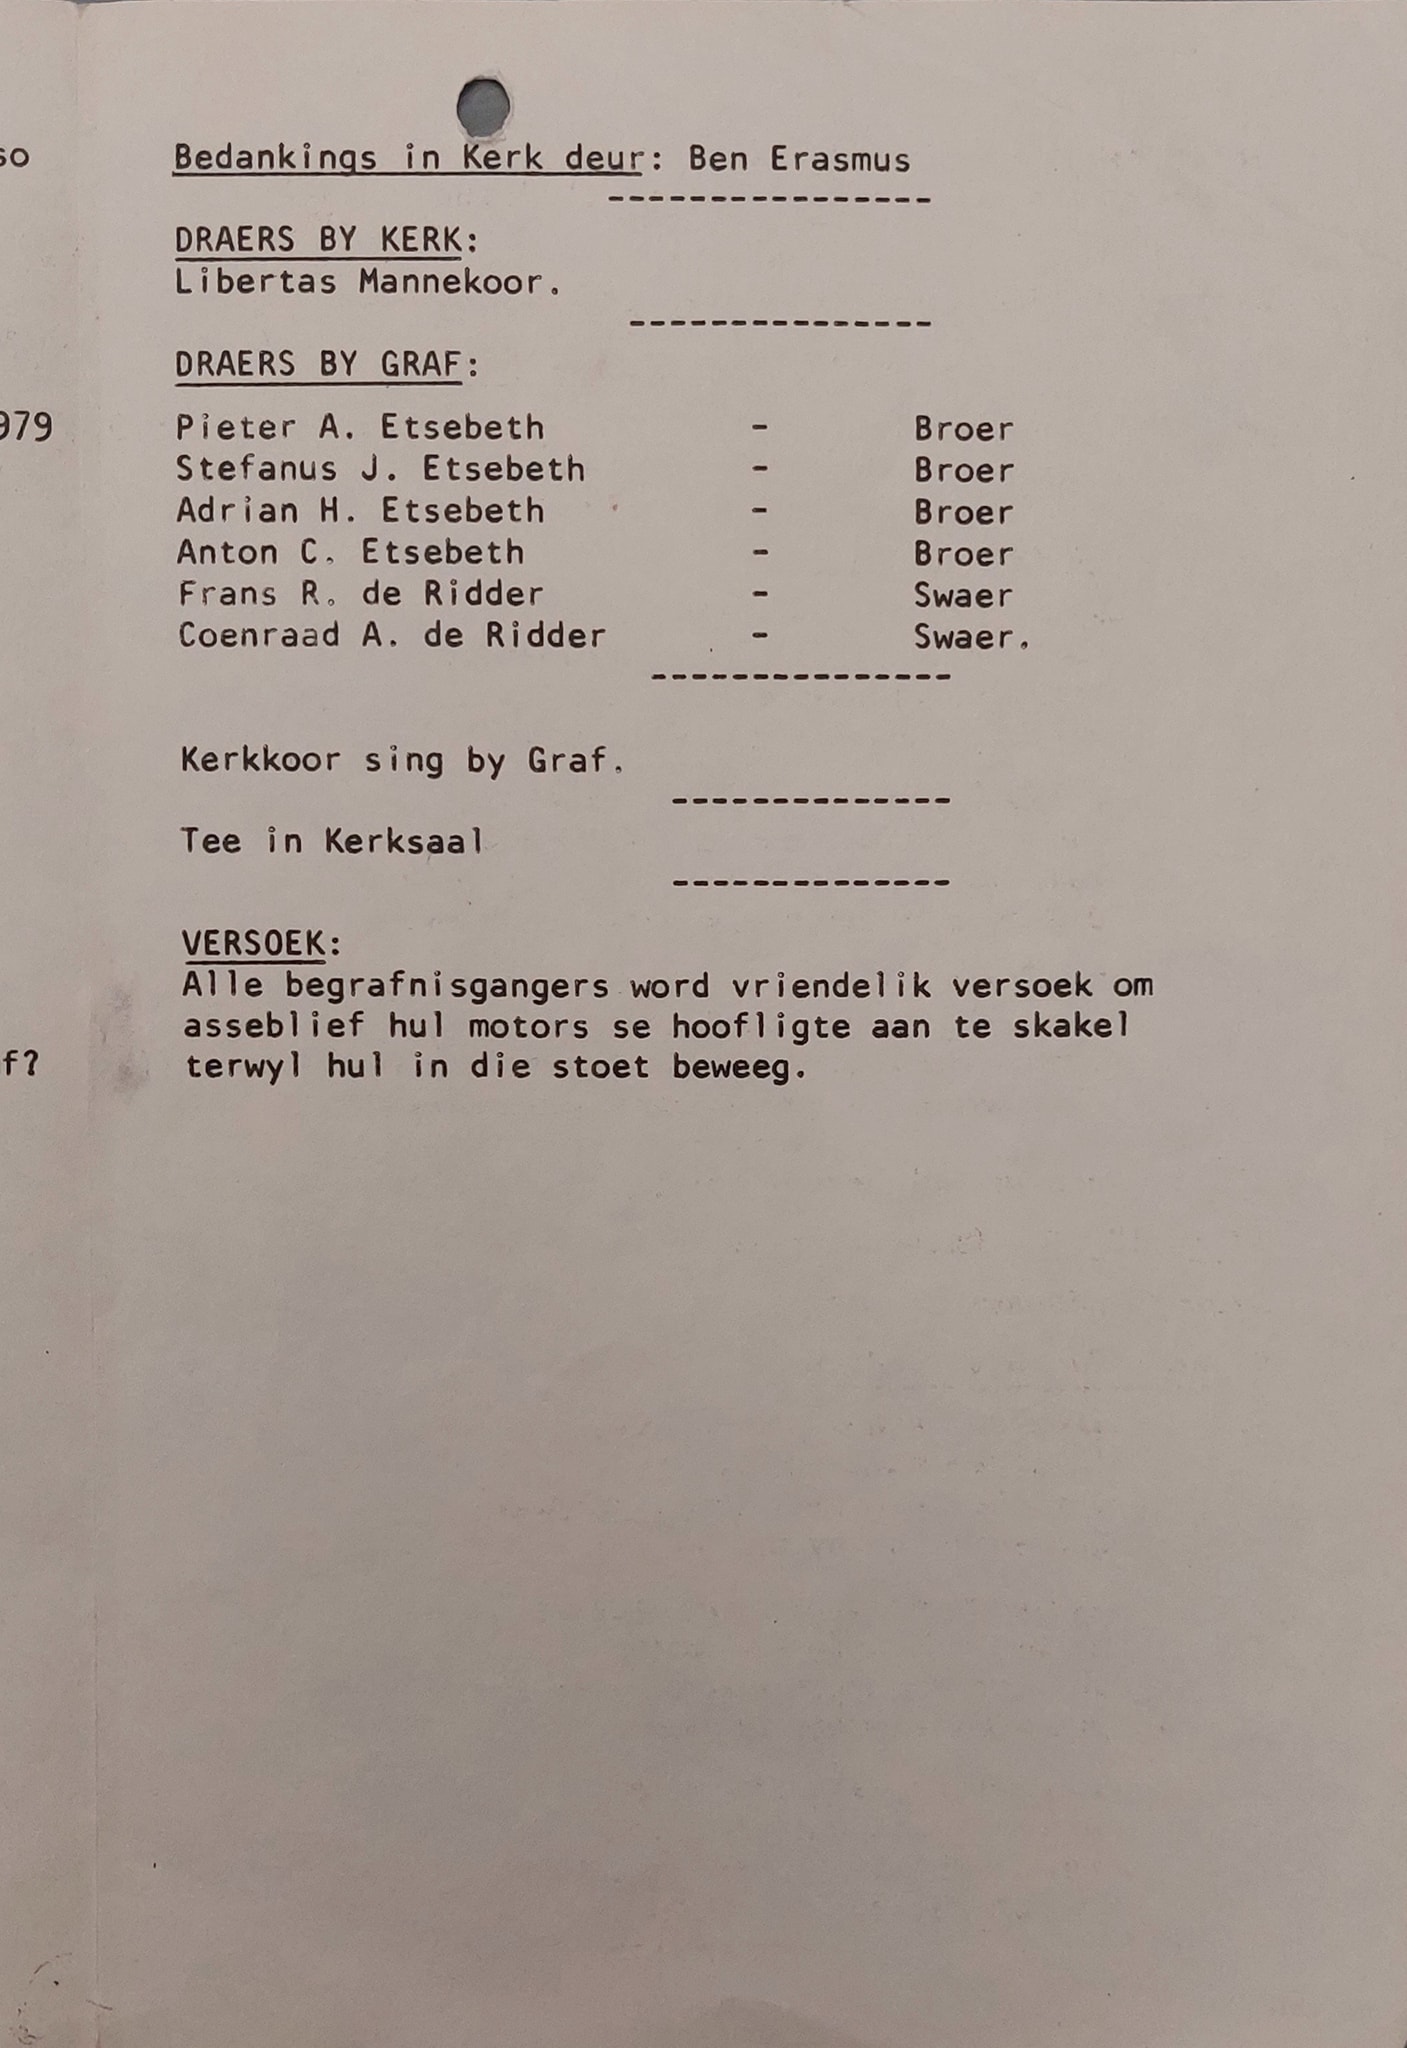 so
979
f?
Bedankings in Kerk deur: Ben Erasmus
----------------
DRAERS BY KERK:
Libertas Mannekoor.
---------------
DRAERS BY GRAF:
Pieter A. Etsebeth - Broer
Stefanus J. Etsebeth - Broer
Adrian H. Etsebeth - Broer
Anton C. Etsebeth - Broer
Frans R. de Ridder - Swaer
Coenraad A. de Ridder - Swaer.
---------------
Kerkkoor sing by Graf.
--------------
Tee in Kerksaal
--------------
VERSOEK:
Alle begrafnisgangers word vriendelik versoek om
asseblief hul motors se hoofligte aan te skakel
terwyl hul in die stoet beweeg.